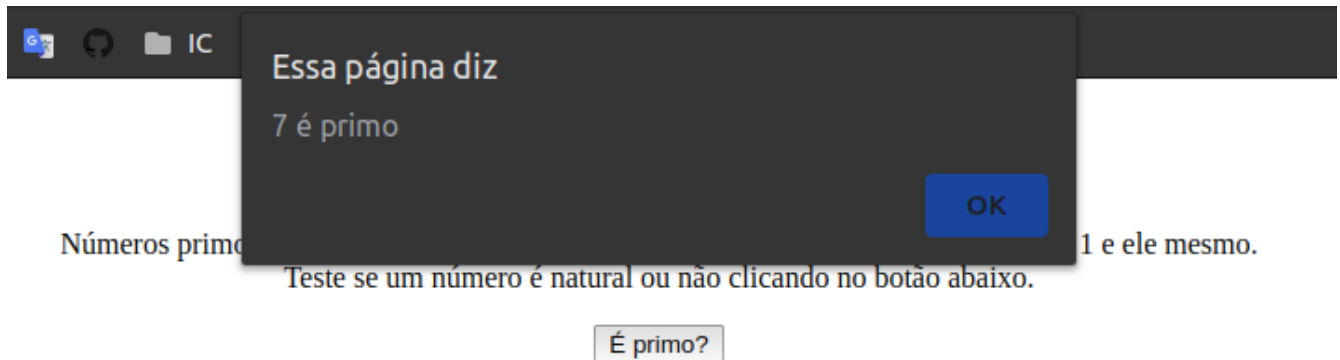 IC
Essa página diz
7 é primo
OK
Números primo 1 e ele mesmo.
Teste se um número é natural ou não clicando no botão abaixo.
É primo?